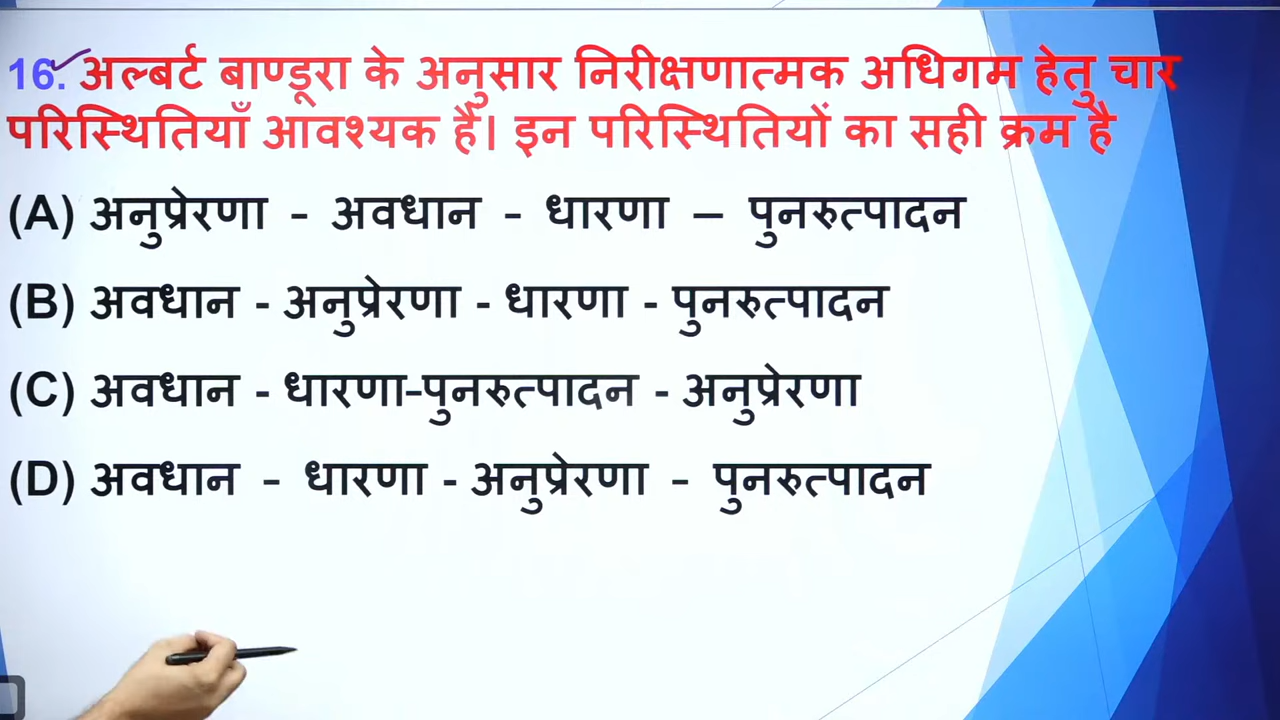 16. अल्बर्ट बाण्डूरा के अनुसार निरीक्षणात्मक अधिगम हेतु चार
परिस्थितियाँ आवश्यक हैं। इन परिस्थितियों का सही क्रम है
(A) अनुप्रेरणा - अवधान - धारणा – पुनरुत्पादन
(B) अवधान - अनुप्रेरणा - धारणा - पुनरुत्पादन
(C) अवधान - धारणा-पुनरुत्पादन - अनुप्रेरणा
(D) अवधान - धारणा - अनुप्रेरणा - पुनरुत्पादन